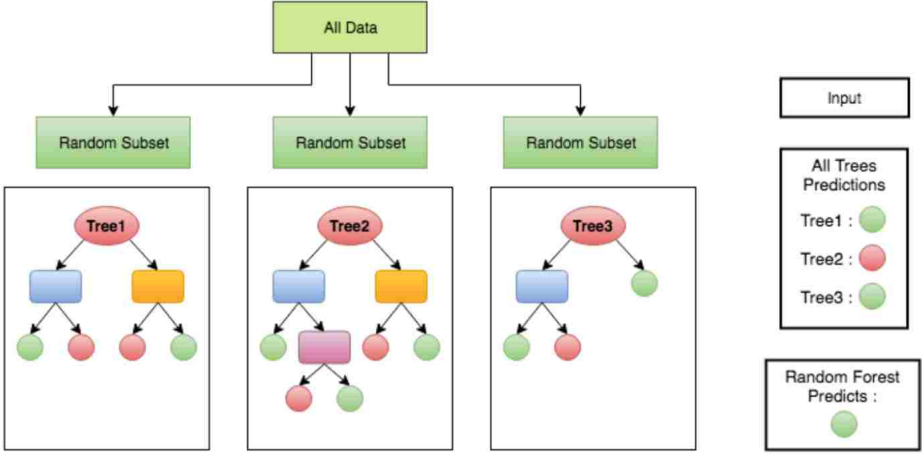 All Data
Random Subset
Random Subset
Random Subset
Tree1
Tree2
Tree3
Input
All Trees
Predictions
Tree1 :
Tree2 :
Tree3 :
Random Forest
Predicts :